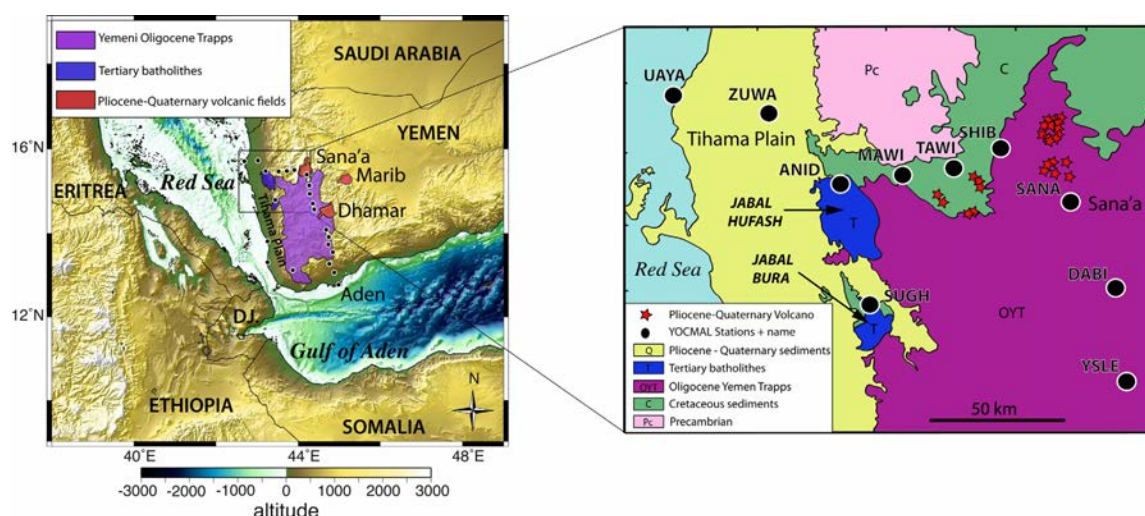 Yemeni Oligocene Trapps
Tertiary batholithes
Pliocene-Quaternary volcanic fields
SAUDI ARABIA
YEMEN
16°N
Sana'a
Marib
ERITREA
Red Sea
Dhamar
Tihama Plain
Aden
12°N
DJ.
Gulf of Aden
N
ETHIOPIA
SOMALIA
40°E
44°E
48°E
-3000 -2000 -1000 0 1000 2000 3000
altitude
Pc
C
UAYA
ZUWA
Tihama Plain
SHIB
TAWI
MAWI
ANID
SANA
Sana'a
JABAL
HUFASH
T
Red Sea
JABAL
BURA
DABI
SUGH
T
OYT
YSLE
Pliocene-Quaternary Volcano
YOCMAL Stations + name
Q Pliocene - Quaternary sediments
T Tertiary batholithes
OYT Oligocene Yemen Trapps
C Cretaceous sediments
Pc Precambrian
50 km